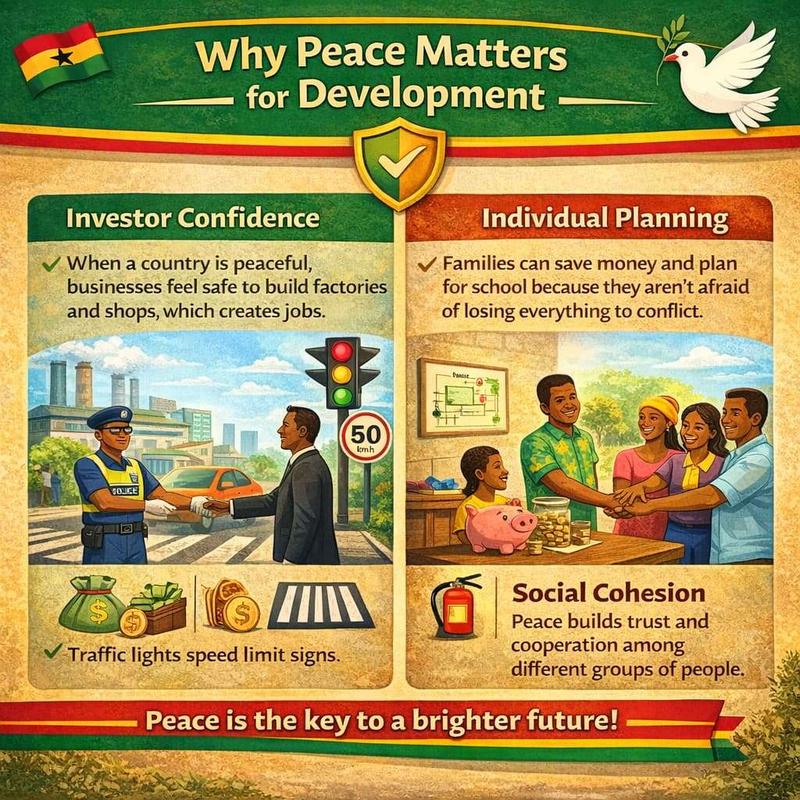 Why Peace Matters
for Development
Investor Confidence
When a country is peaceful,
businesses feel safe to build factories
and shops, which creates jobs.
POLICE
50
kmh
Traffic lights speed limit signs.
Individual Planning
Families can save money and plan
for school because they aren't afraid
of losing everything to conflict.
Social Cohesion
Peace builds trust and
cooperation among
different groups of people.
Peace is the key to a brighter future!